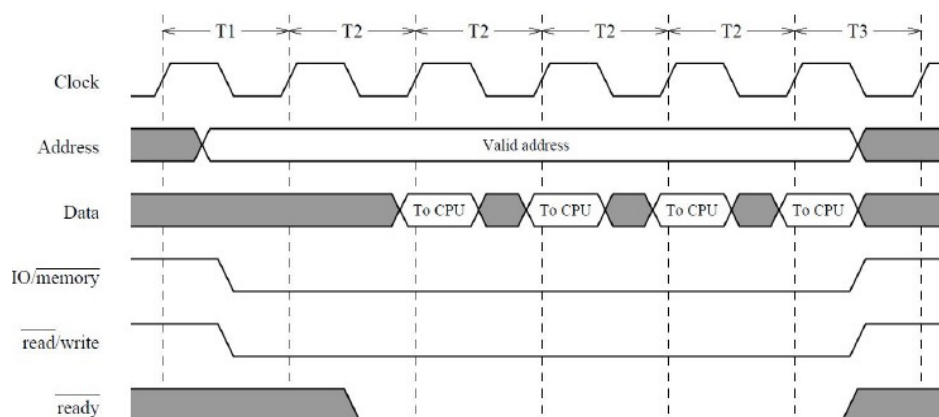 T1 T2 T2 T2 T2 T3
Clock
Address Valid address
Data To CPU To CPU To CPU To CPU
IO/memory
read/write
ready